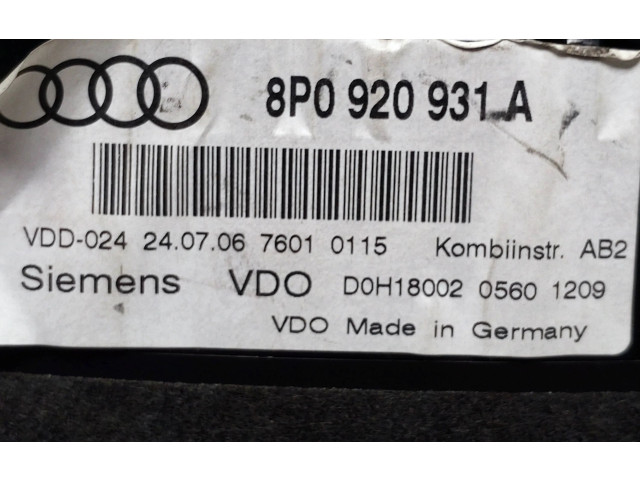 8P0 920 931 A
VDD-024 24.07.06 7601 0115 Kombiinstr. AB2
Siemens VDO D0H18002 0560 1209
VDO Made in Germany